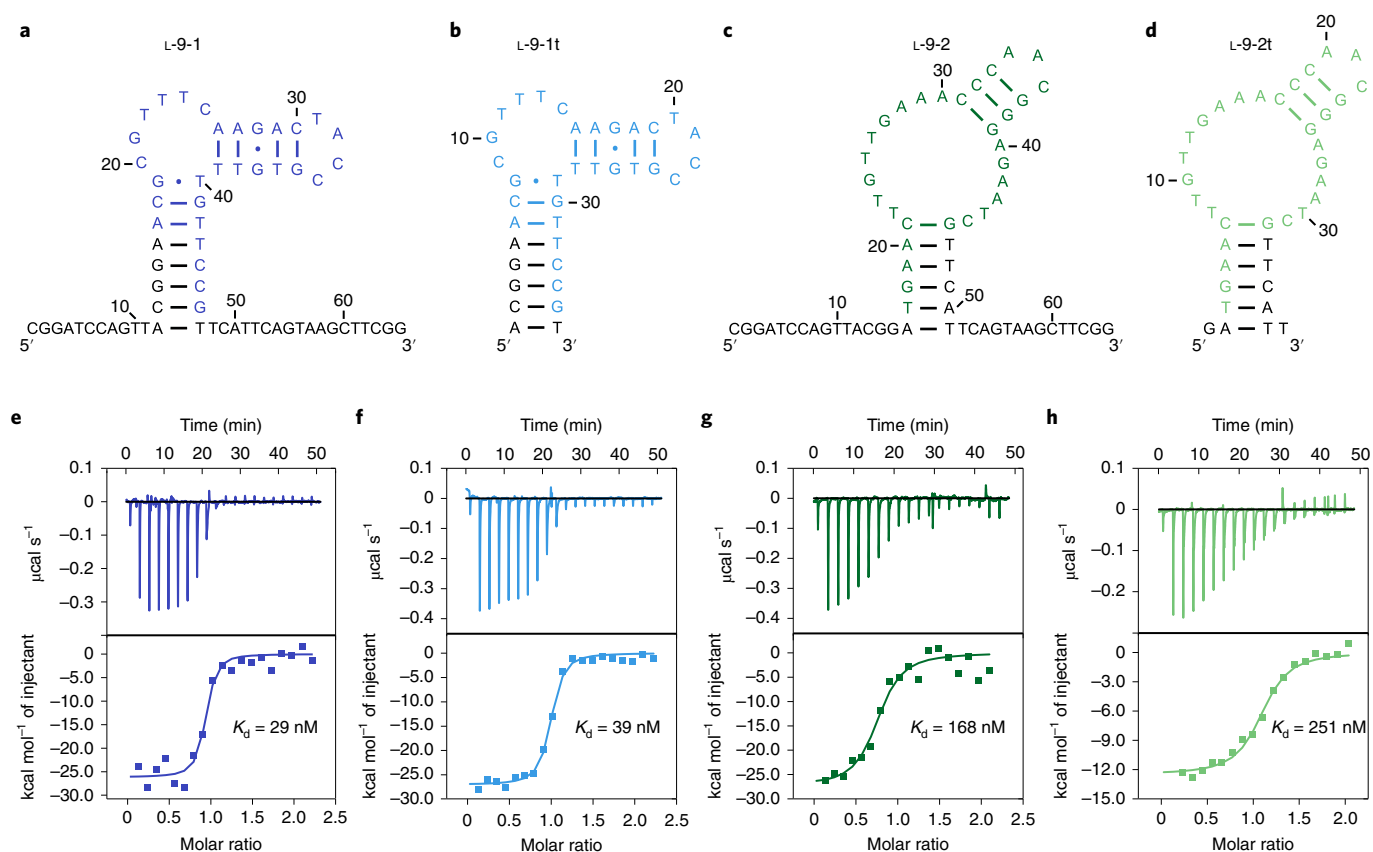 a
L-9-1
T T
T C
G
20
C
30
A A G A C T
A
C
T T G T G C
G T
40
C G
A T
A T
G C
G C
C G
10
50
60
CGGATCCAGTTA TTCATTCAGTAAGCTTCGG
5′
3′
b
L-9-1t
T T
T C
10
G
C
20
A A G A C T
A
C
T T G T G C
G T
C G
30
A T
A T
G C
G C
C G
A T
5′ 3′
c
L-9-2
A A
C
C
30
C
A
A
A
G
T
T
G
T
T
C
G
G
G
A
40
G
A
A
T
C
C G
20
A T
A T
G C
T A
50
10
60
CGGATCCAGTTACGGA TTCAGTAAGCTTCGG
5′
3′
d
L-9-2t
20
A A
C
C
C
A
A
A
G
T
T
10
G
T
T
C
G
G
G
A
G
A
A
T
30
C
C G
A T
A T
G C
T A
G A T T
5′ 3′
e
Time (min)
0 10 20 30 40 50
0.1
0
−0.1
−0.2
−0.3
μcal s−1
0
−5.0
−10.0
−15.0
−20.0
−25.0
−30.0
kcal mol−1 of injectant
Kd = 29 nM
0 0.5 1.0 1.5 2.0 2.5
Molar ratio
f
Time (min)
0 10 20 30 40 50
0.1
0
−0.1
−0.2
−0.3
−0.4
μcal s−1
0
−5.0
−10.0
−15.0
−20.0
−25.0
−30.0
kcal mol−1 of injectant
Kd = 39 nM
0 0.5 1.0 1.5 2.0 2.5
Molar ratio
g
Time (min)
0 10 20 30 40 50
0.1
0
−0.1
−0.2
−0.3
−0.4
μcal s−1
0
−5.0
−10.0
−15.0
−20.0
−25.0
−30.0
kcal mol−1 of injectant
Kd = 168 nM
0 0.5 1.0 1.5 2.0 2.5
Molar ratio
h
Time (min)
0 10 20 30 40 50
0.1
0
−0.1
−0.2
μcal s−1
0
−3.0
−6.0
−9.0
−12.0
−15.0
kcal mol−1 of injectant
Kd = 251 nM
0 0.5 1.0 1.5 2.0
Molar ratio